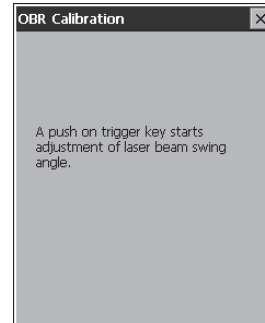 OBR Calibration
A push on trigger key starts
adjustment of laser beam swing
angle.